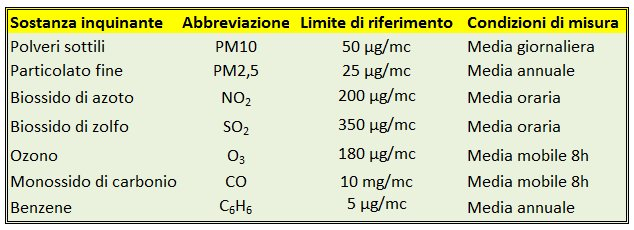 Sostanza inquinante Abbreviazione Limite di riferimento Condizioni di misura
Polveri sottili PM10 50 µg/mc Media giornaliera
Particolato fine PM2,5 25 µg/mc Media annuale
Biossido di azoto NO₂ 200 µg/mc Media oraria
Biossido di zolfo SO₂ 350 µg/mc Media oraria
Ozono O₃ 180 µg/mc Media mobile 8h
Monossido di carbonio CO 10 mg/mc Media mobile 8h
Benzene C₆H₆ 5 µg/mc Media annuale